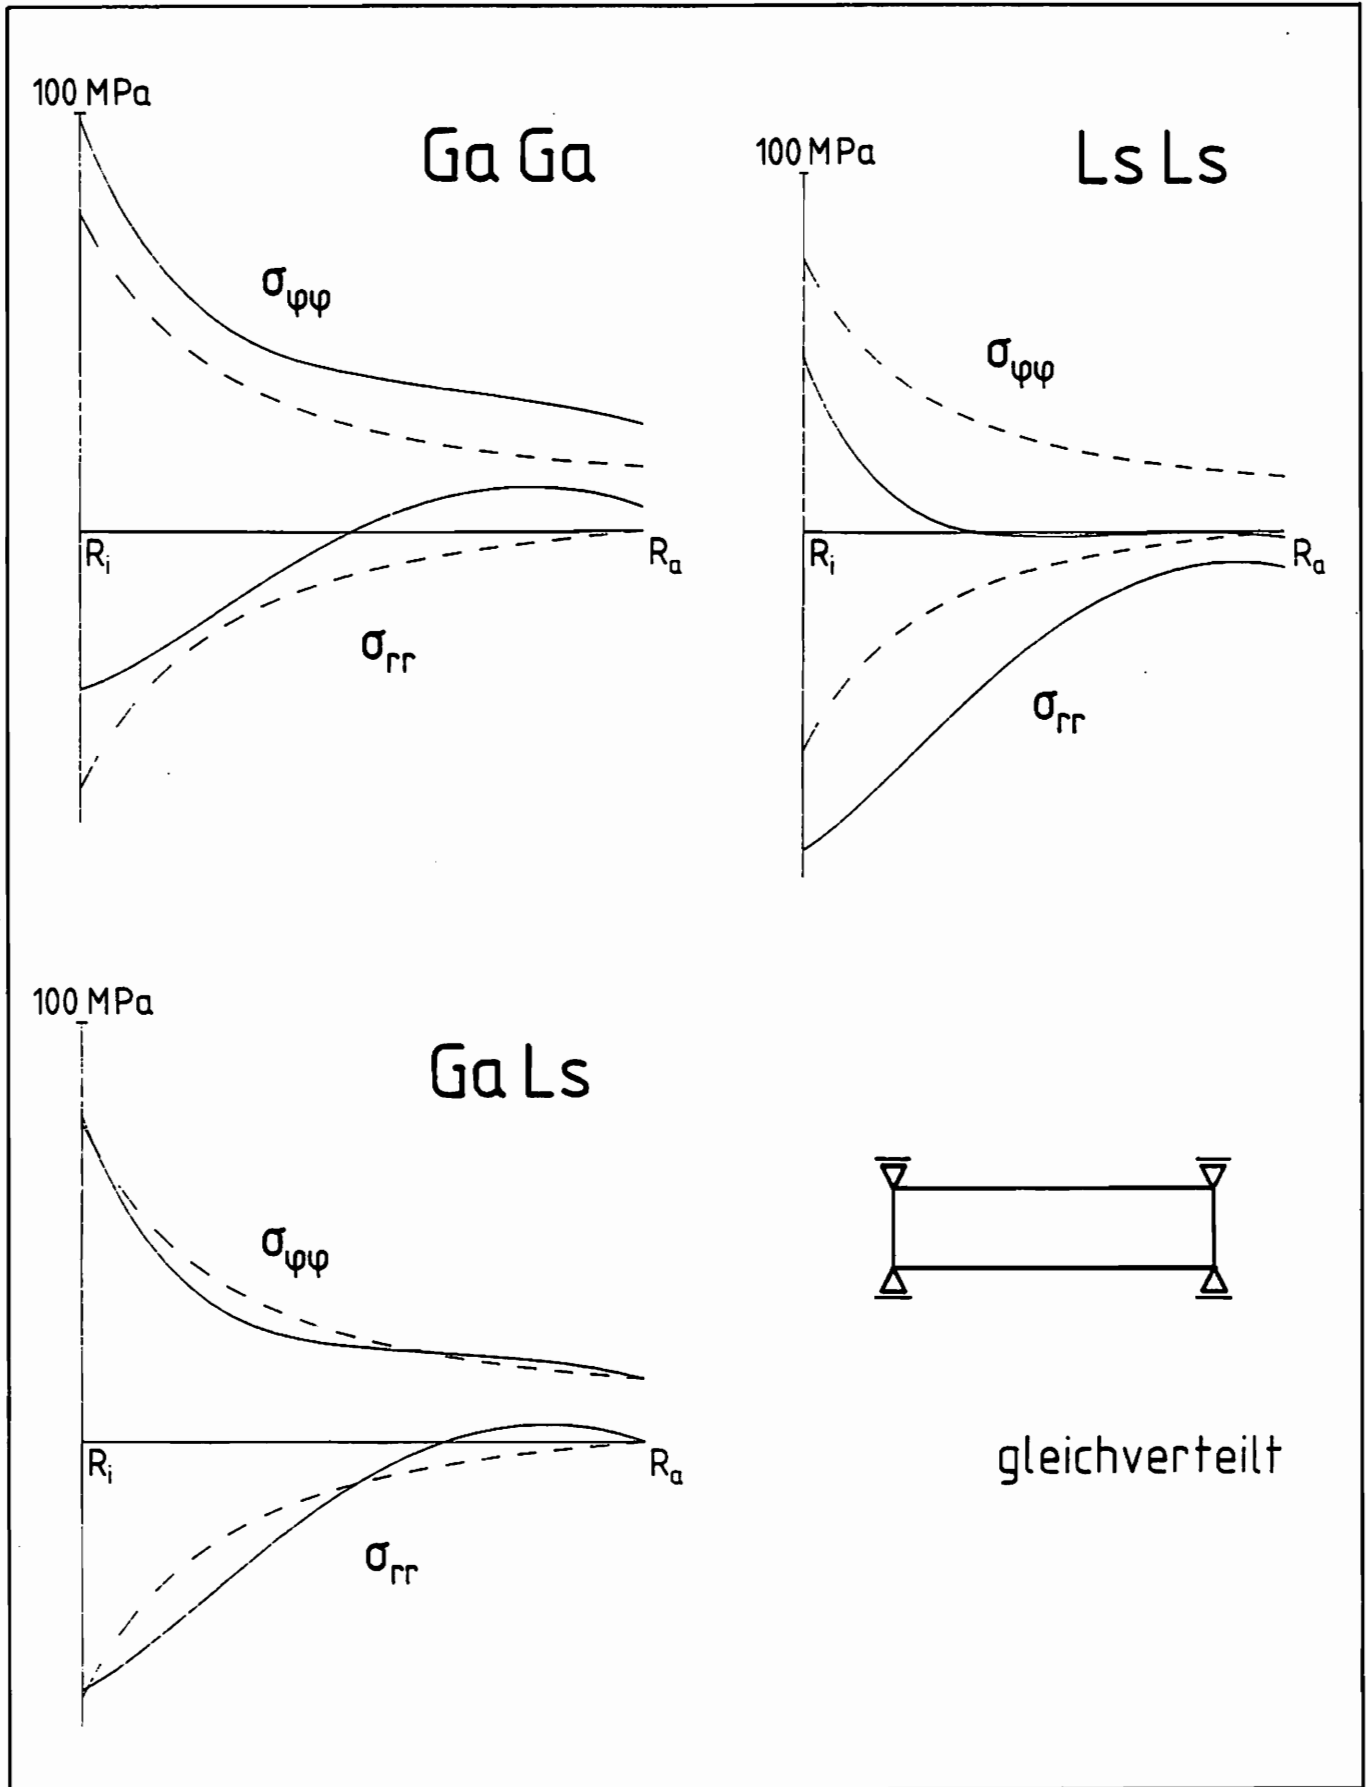 100 MPa
Ga Ga
σφφ
Ri
Ra
σrr
100 MPa
Ls Ls
σφφ
Ri
Ra
σrr
100 MPa
Ga Ls
σφφ
Ri
Ra
σrr
gleichverteilt